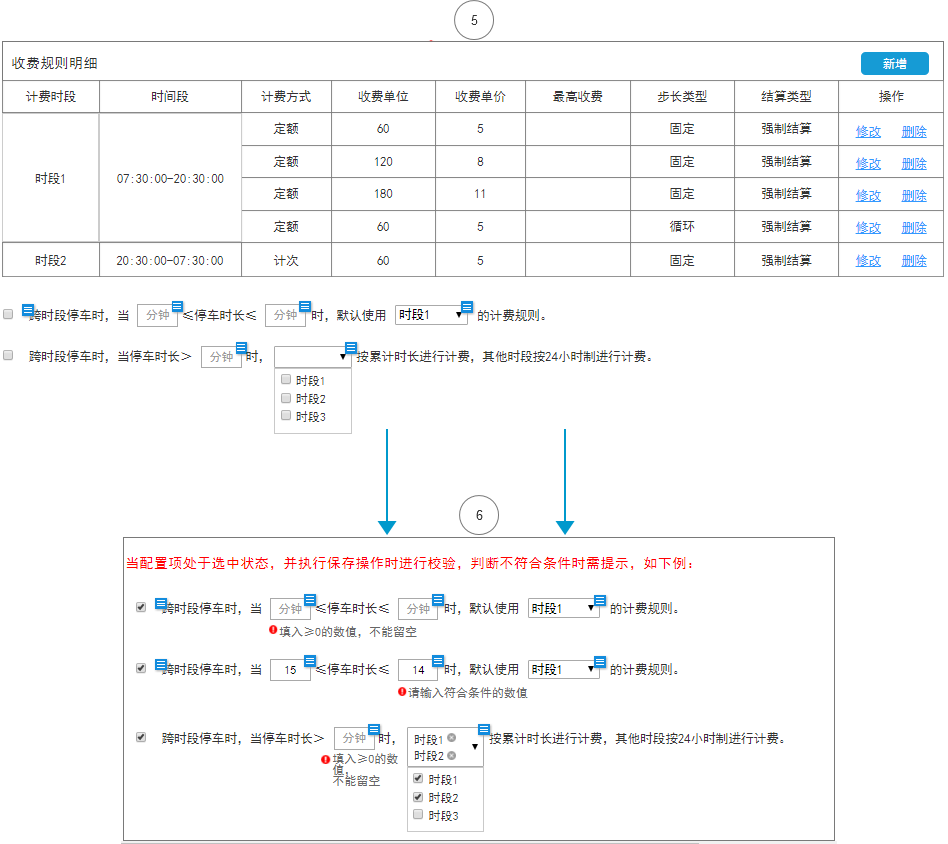 5
收费规则明细 新增
计费时段 时间段 计费方式 收费单位 收费单价 最高收费 步长类型 结算类型 操作
时段1 07:30:00-20:30:00 定额 60 5 固定 强制结算 修改 删除
定额 120 8 固定 强制结算 修改 删除
定额 180 11 固定 强制结算 修改 删除
定额 60 5 循环 强制结算 修改 删除
时段2 20:30:00-07:30:00 计次 60 5 固定 强制结算 修改 删除
跨时段停车时，当 分钟 ≤停车时长≤ 分钟 时，默认使用 时段1 的计费规则。
跨时段停车时，当停车时长＞ 分钟 时， 按累计时长进行计费，其他时段按24小时制进行计费。
时段1
时段2
时段3
6
当配置项处于选中状态，并执行保存操作时进行校验，判断不符合条件时需提示，如下例：
跨时段停车时，当 分钟 ≤停车时长≤ 分钟 时，默认使用 时段1 的计费规则。
填入≥0的数值，不能留空
跨时段停车时，当 15 ≤停车时长≤ 14 时，默认使用 时段1 的计费规则。
请输入符合条件的数值
跨时段停车时，当停车时长＞ 分钟 时， 时段1 按累计时长进行计费，其他时段按24小时制进行计费。
时段2
填入≥0的数
值，
不能留空
时段1
时段2
时段3